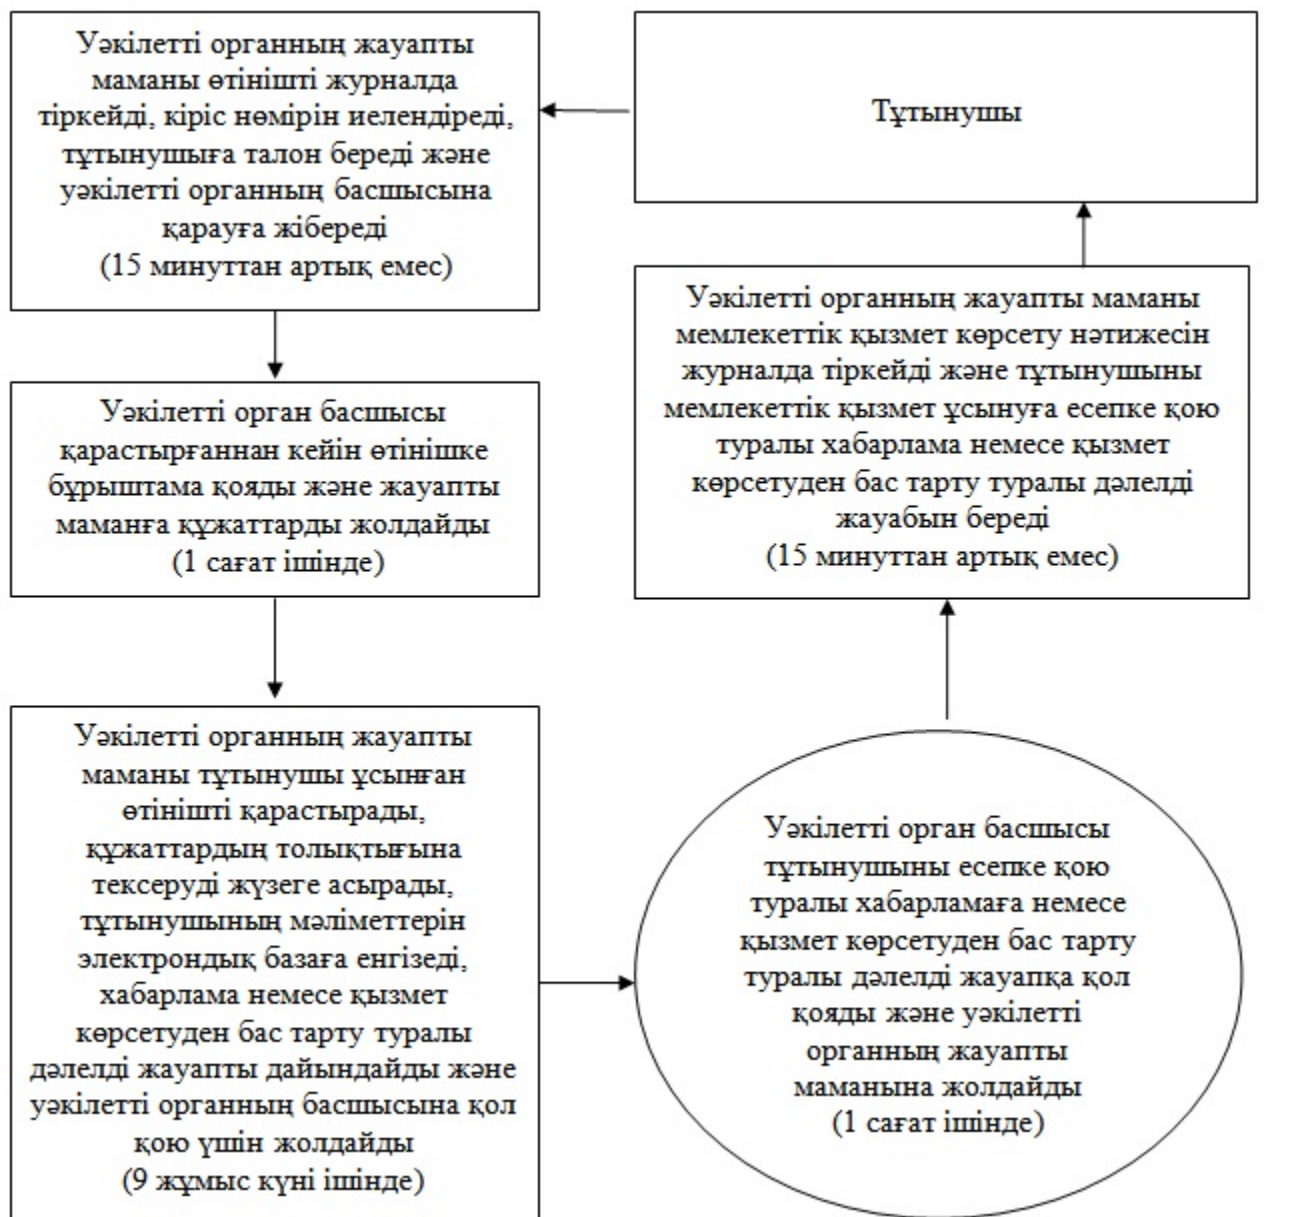 Тұтынушы
Уәкілетті органның жауапты
маманы өтінішті журналда
тіркейді, кіріс нөмірін иелендіреді,
тұтынушыға талон береді және
уәкілетті органның басшысына
қарауға жібереді
(15 минуттан артық емес)
Уәкілетті орган басшысы
қарастырғаннан кейін өтінішке
бұрыштама қояды және жауапты
маманға құжаттарды жолдайды
(1 сағат ішінде)
Уәкілетті органның жауапты
маманы тұтынушы ұсынған
өтінішті қарастырады,
құжаттардың толықтығына
тексеруді жүзеге асырады,
тұтынушының мәліметтерін
электрондық базаға енгізеді,
хабарлама немесе қызмет
көрсетуден бас тарту туралы
дәлелді жауапты дайындайды және
уәкілетті органның басшысына қол
қою үшін жолдайды
(9 жұмыс күні ішінде)
Уәкілетті орган басшысы
тұтынушыны есепке қою
туралы хабарламаға немесе
қызмет көрсетуден бас тарту
туралы дәлелді жауапқа қол
қояды және уәкілетті
органның жауапты
маманына жолдайды
(1 сағат ішінде)
Уәкілетті органның жауапты маманы
мемлекеттік қызмет көрсету нәтижесін
журналда тіркейді және тұтынушыны
мемлекеттік қызмет ұсынуға есепке қою
туралы хабарлама немесе қызмет
көрсетуден бас тарту туралы дәлелді
жауабын береді
(15 минуттан артық емес)